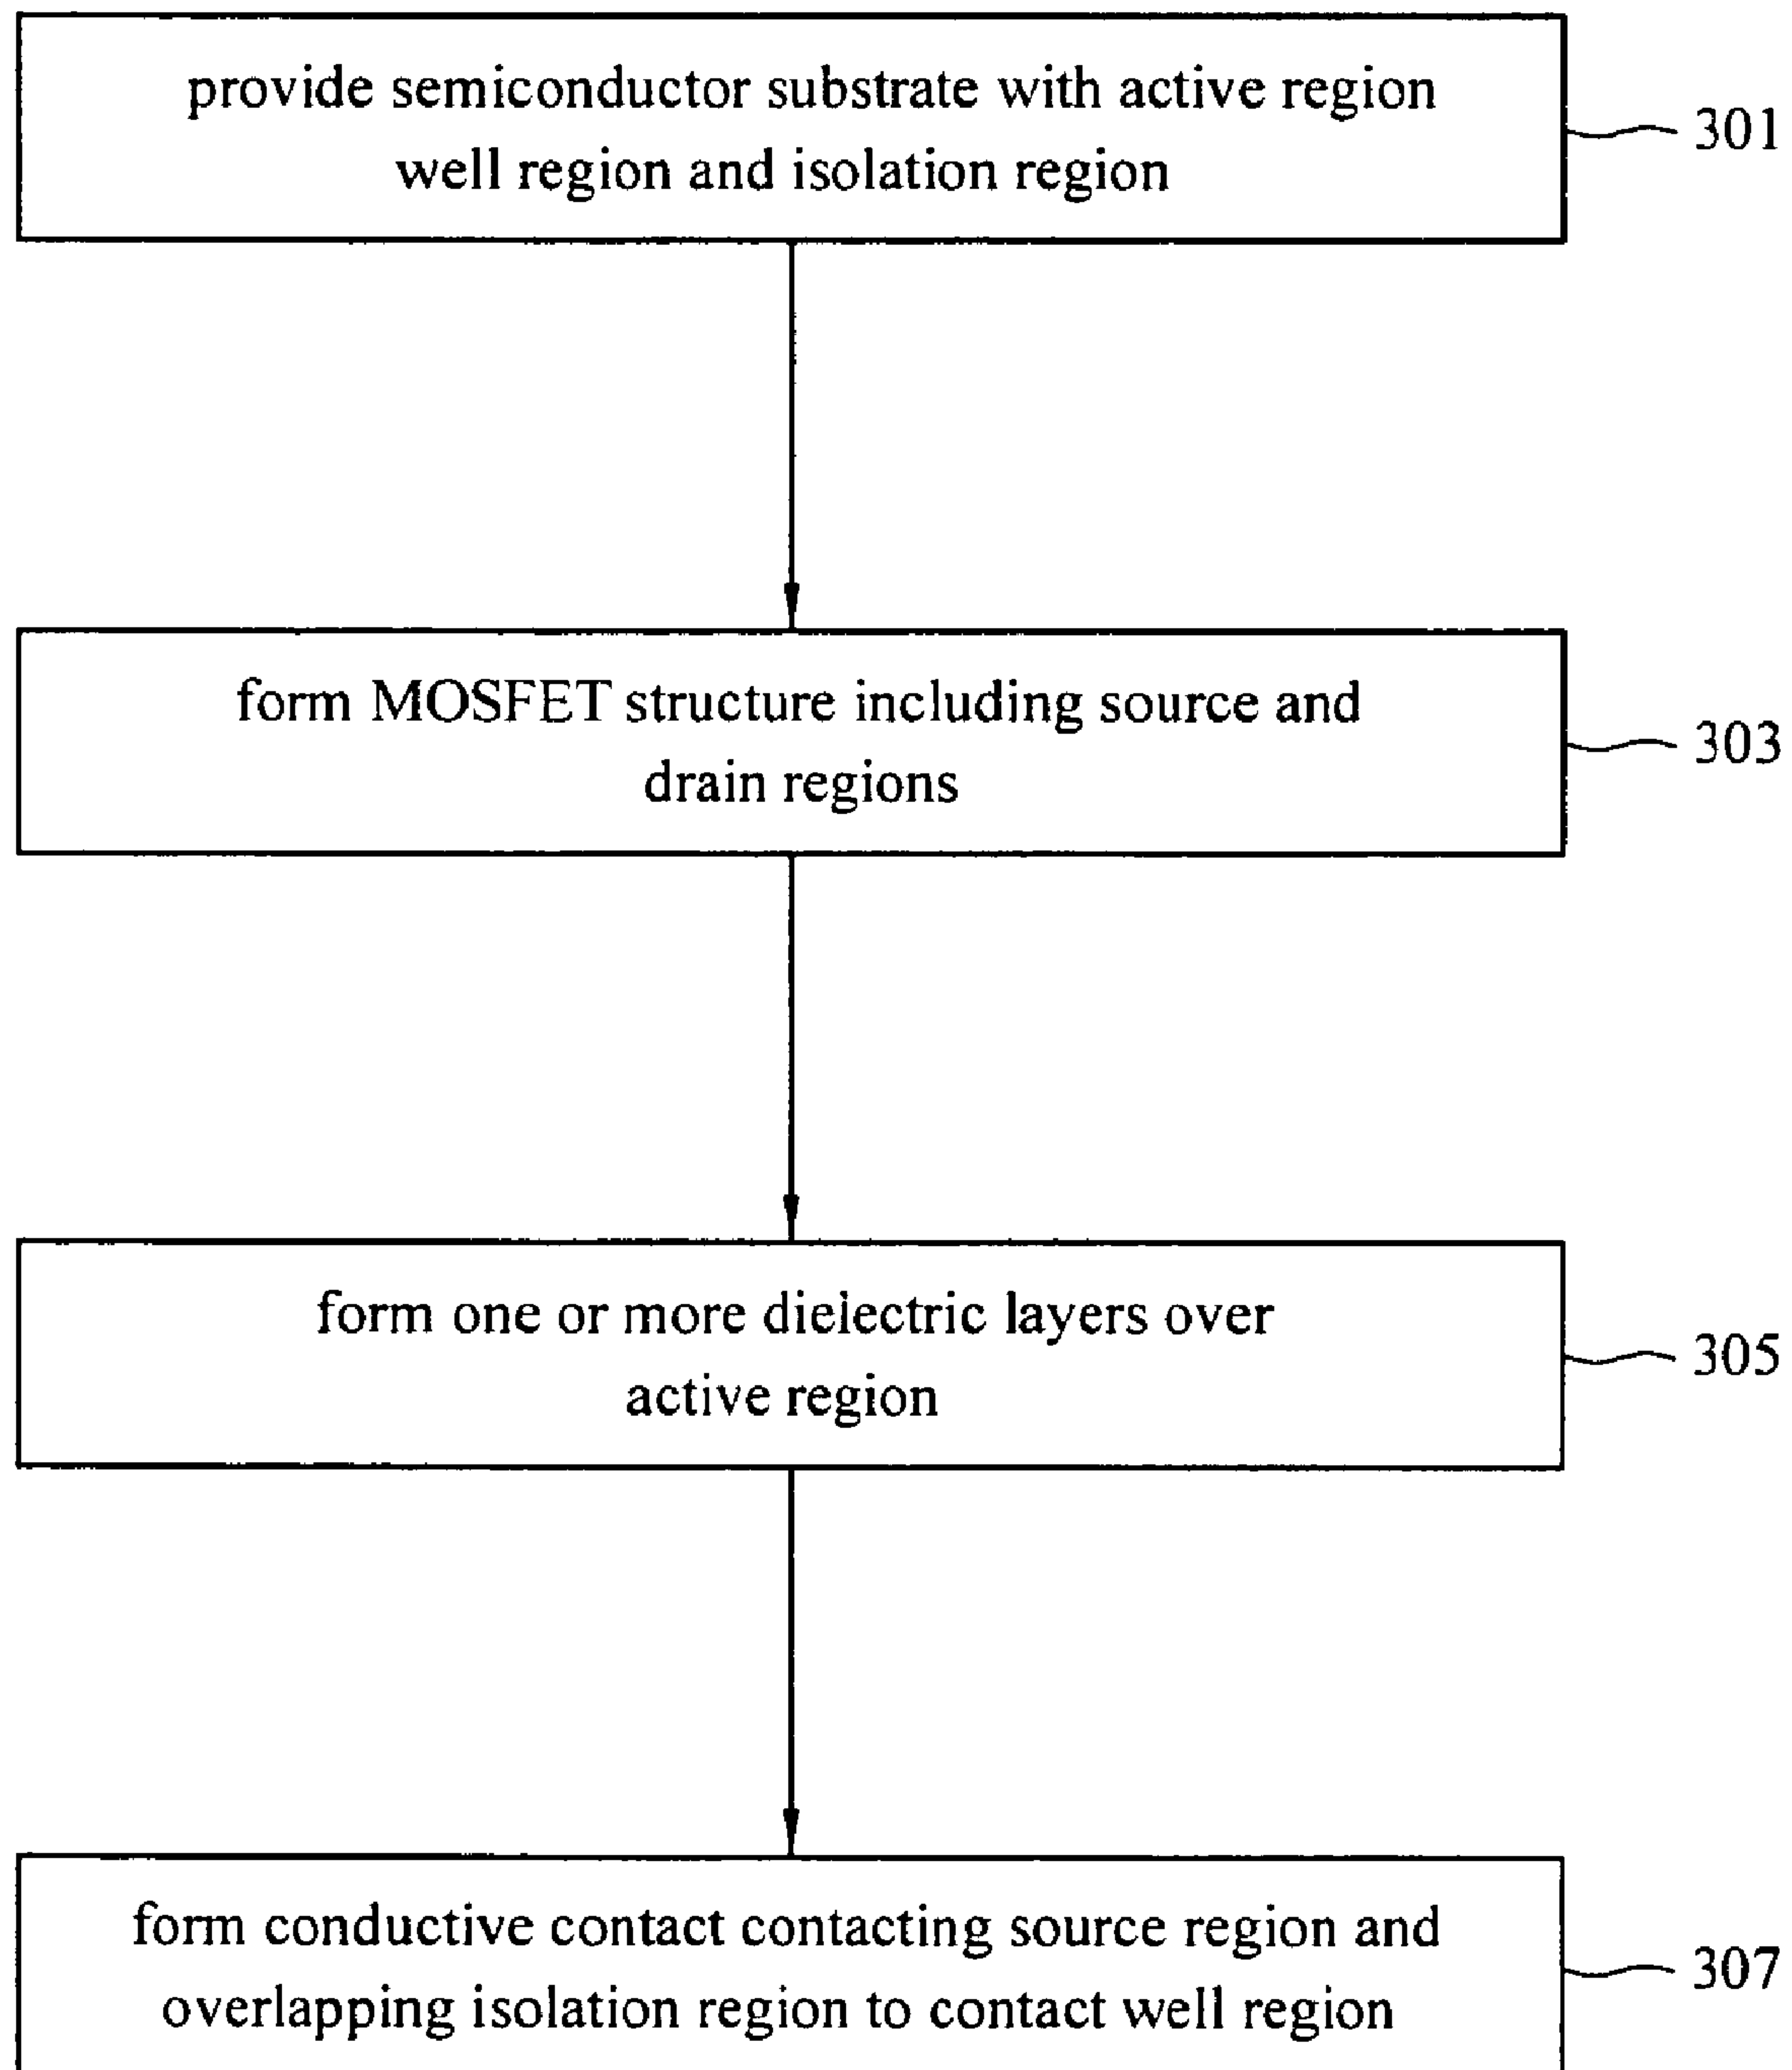 provide semiconductor substrate with active region
well region and isolation region
301
form MOSFET structure including source and
drain regions
303
form one or more dielectric layers over
active region
305
form conductive contact contacting source region and
overlapping isolation region to contact well region
307